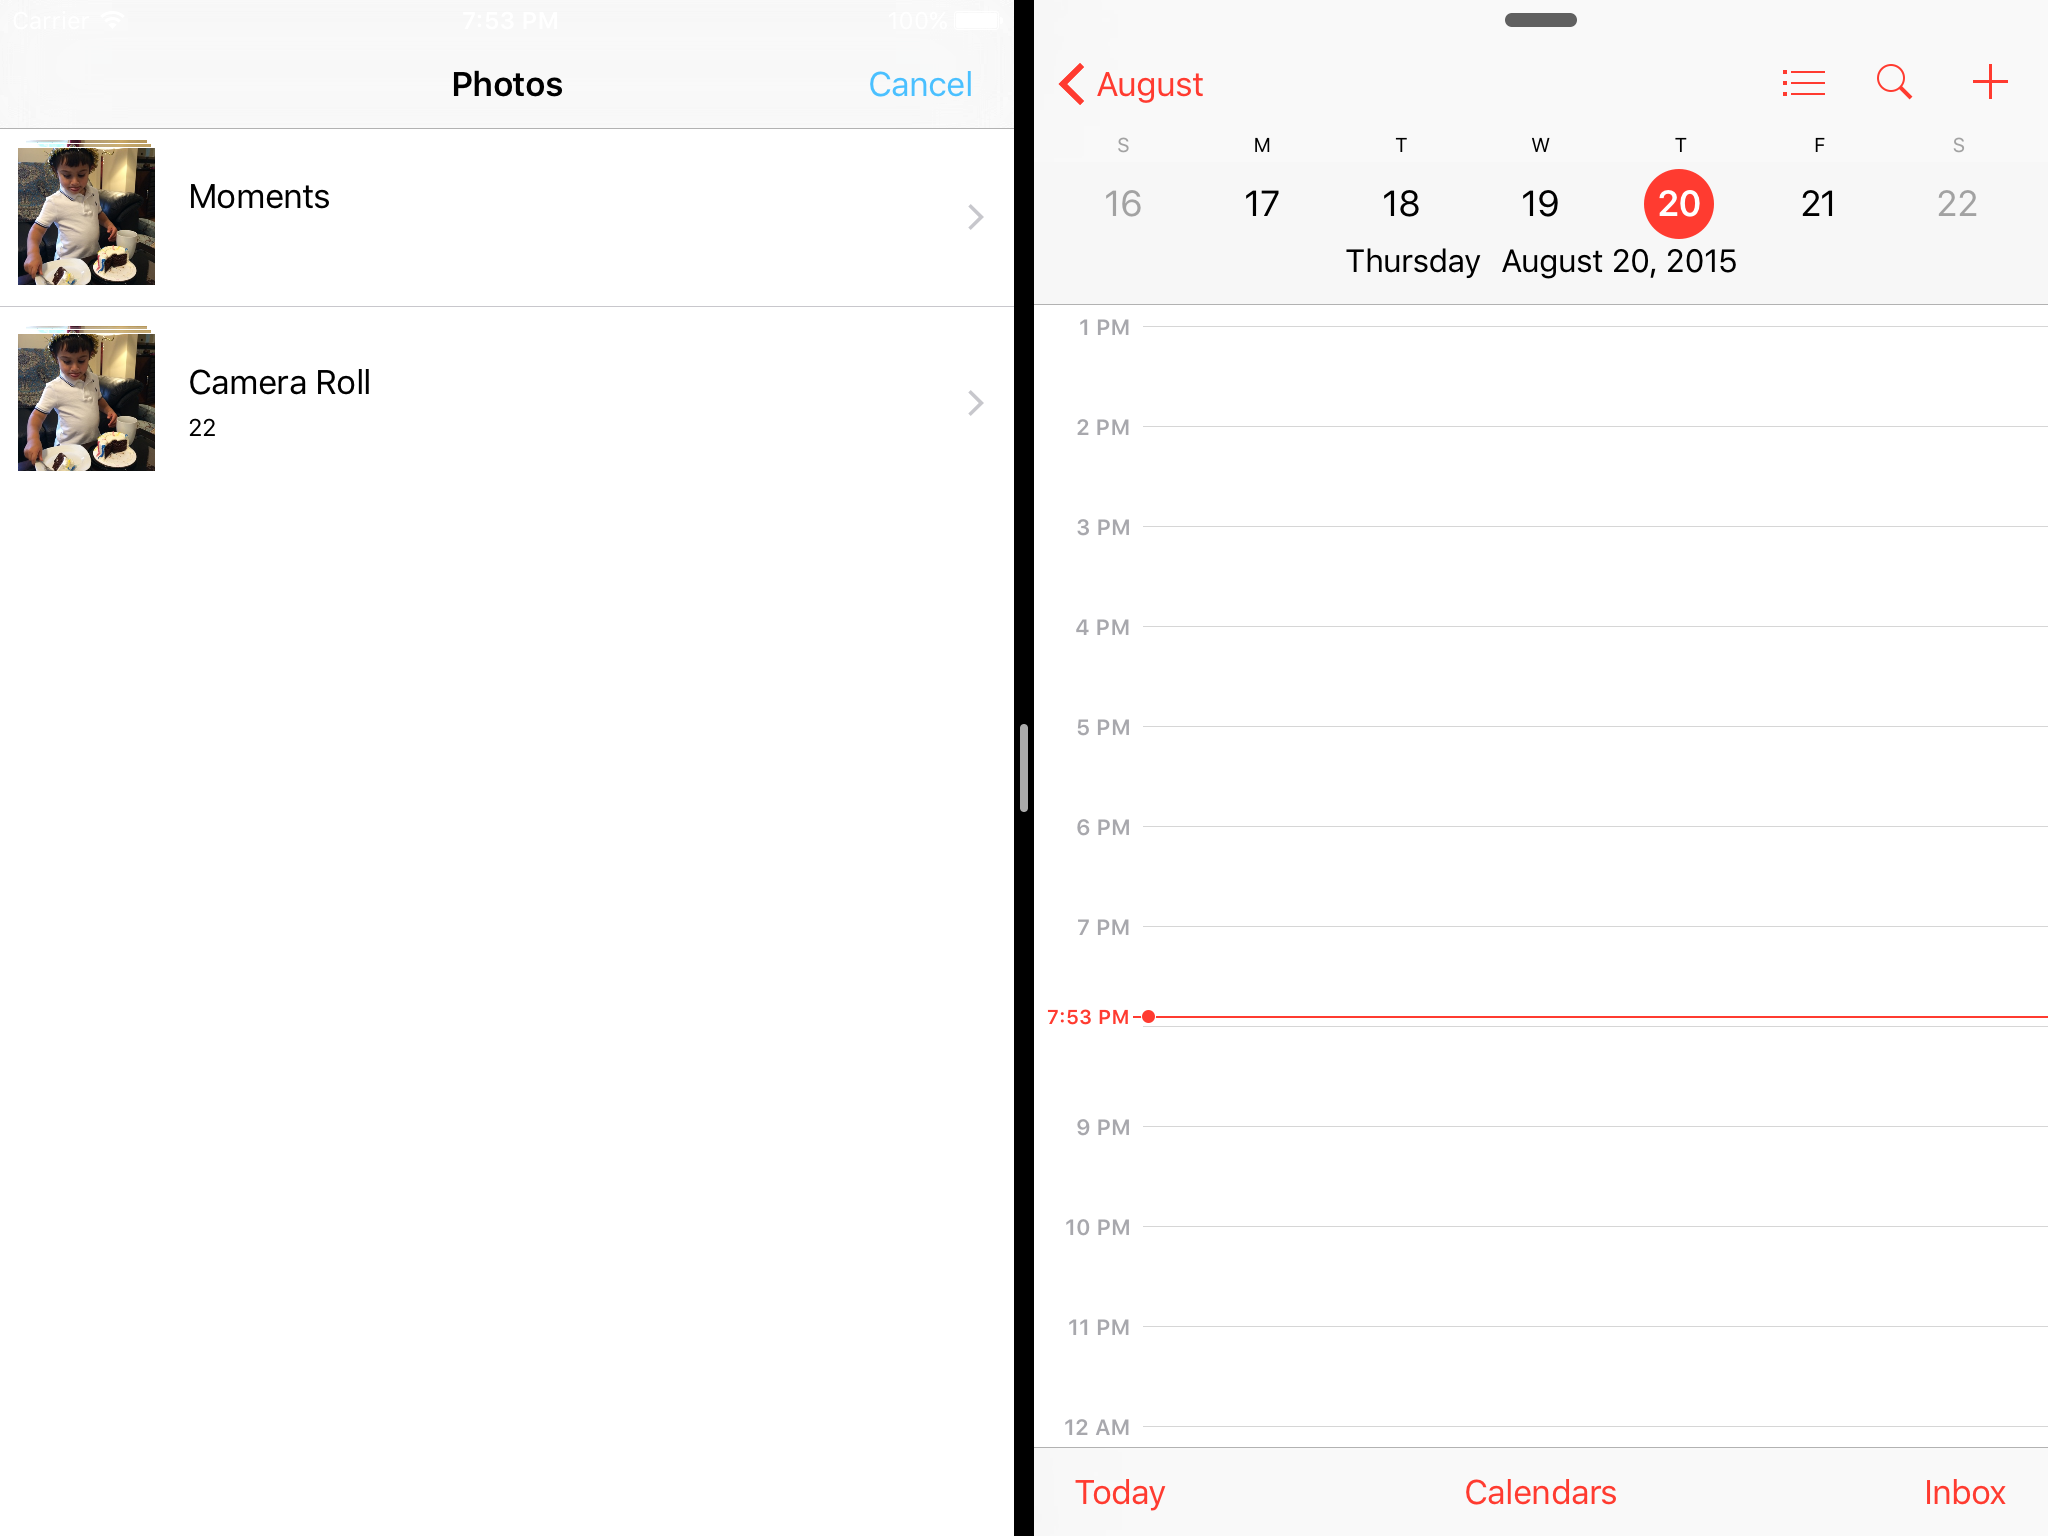 Carrier 7:53 PM 100%
Photos Cancel
Moments
Camera Roll
22
August
S M T W T F S
16 17 18 19 20 21 22
Thursday August 20, 2015
1 PM
2 PM
3 PM
4 PM
5 PM
6 PM
7 PM
7:53 PM
9 PM
10 PM
11 PM
12 AM
Today Calendars Inbox